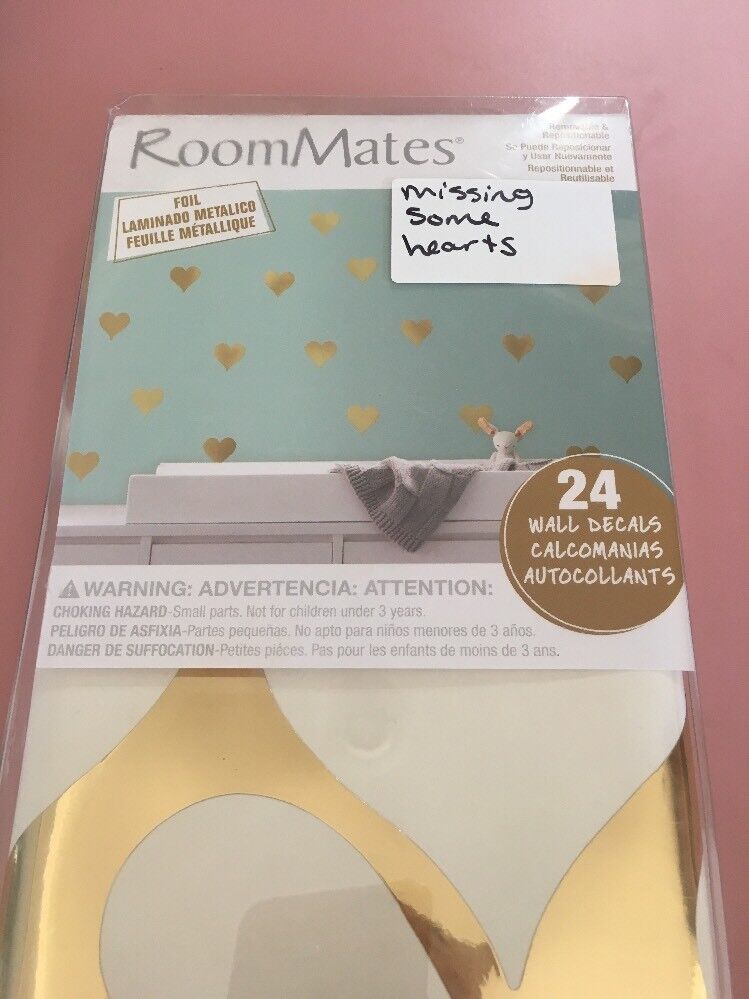 RoomMates®
Removable &
Repositionable
Se Puede Reposicionar
y Usar Nuevamente
Repositionnable et
Reutilisable
missing
some
hearts
FOIL
LAMINADO METALICO
FEUILLE MÉTALLIQUE
24
WALL DECALS
CALCOMANIAS
AUTOCOLLANTS
WARNING: ADVERTENCIA: ATTENTION:
CHOKING HAZARD-Small parts. Not for children under 3 years.
PELIGRO DE ASFIXIA-Partes pequeñas. No apto para niños menores de 3 años.
DANGER DE SUFFOCATION-Petites pièces. Pas pour les enfants de moins de 3 ans.